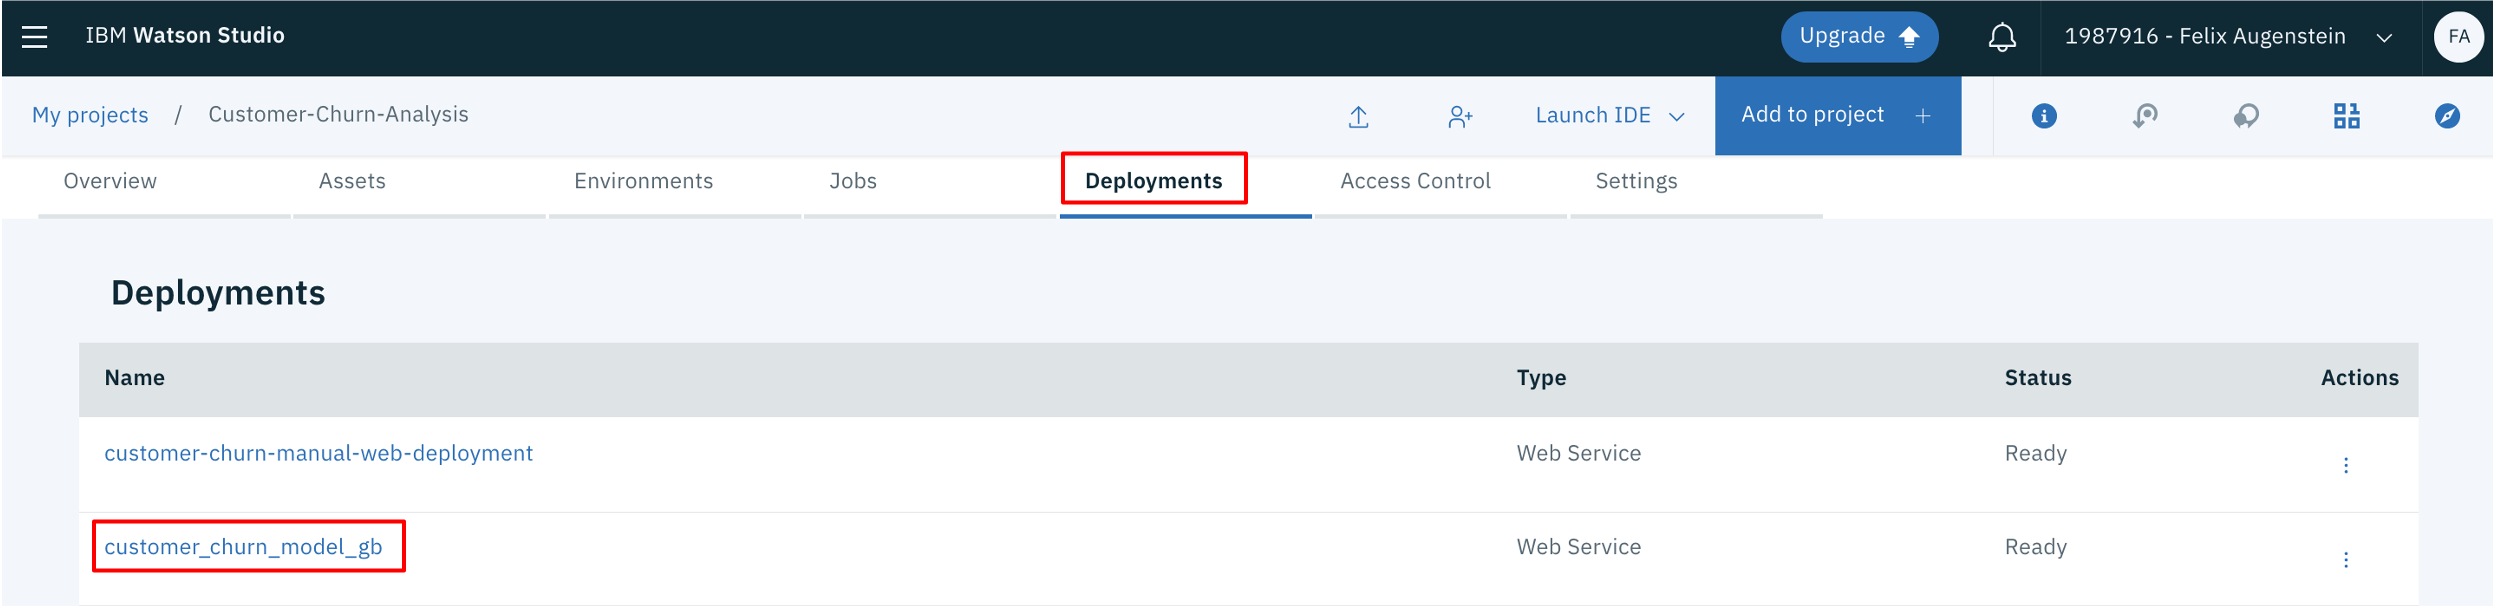 IBM Watson Studio
Upgrade
1987916 - Felix Augenstein
FA
My projects / Customer-Churn-Analysis
Launch IDE
Add to project +
Overview
Assets
Environments
Jobs
Deployments
Access Control
Settings
Deployments
Name
Type
Status
Actions
customer-churn-manual-web-deployment
Web Service
Ready
customer_churn_model_gb
Web Service
Ready